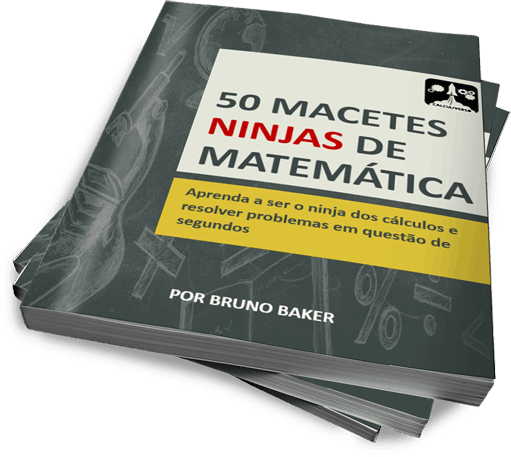 CALCULIVERSO
50 MACETES
NINJAS DE
MATEMÁTICA
Aprenda a ser o ninja dos cálculos e
resolver problemas em questão de
segundos
POR BRUNO BAKER